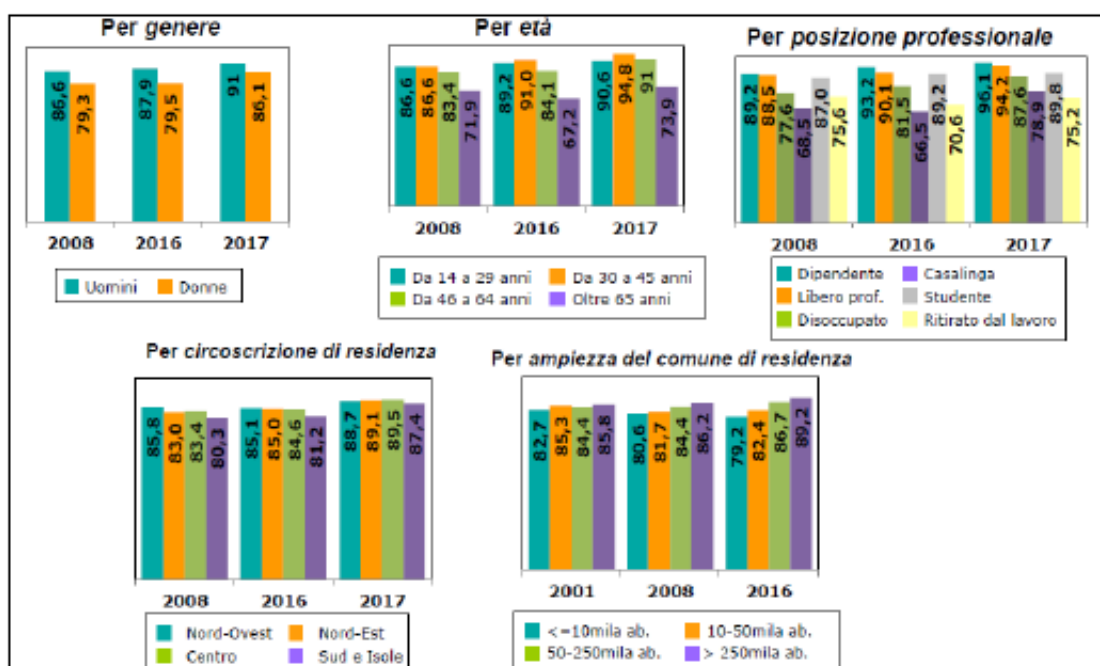 Per genere
86,6 79,3 87,9 79,5 91 86,1
2008 2016 2017
Uomini Donne
Per età
86,6 86,6 83,4 71,9 89,2 91,0 84,1 67,2 90,6 94,8 91 73,9
2008 2016 2017
Da 14 a 29 anni Da 30 a 45 anni
Da 46 a 64 anni Oltre 65 anni
Per posizione professionale
89,2 88,5 77,6 68,5 87,0 75,6 93,2 90,1 81,5 66,5 89,2 70,6 96,1 94,2 87,6 78,9 89,8 75,2
2008 2016 2017
Dipendente Casalinga
Libero prof. Studente
Disoccupato Ritirato dal lavoro
Per circoscrizione di residenza
85,8 83,0 83,4 80,3 85,1 85,0 84,6 81,2 88,7 89,1 89,5 87,4
2008 2016 2017
Nord-Ovest Nord-Est
Centro Sud e Isole
Per ampiezza del comune di residenza
82,7 85,3 84,4 85,8 80,6 81,7 84,4 86,2 79,2 82,4 86,7 89,2
2001 2008 2016
<=10mila ab. 10-50mila ab.
50-250mila ab. > 250mila ab.